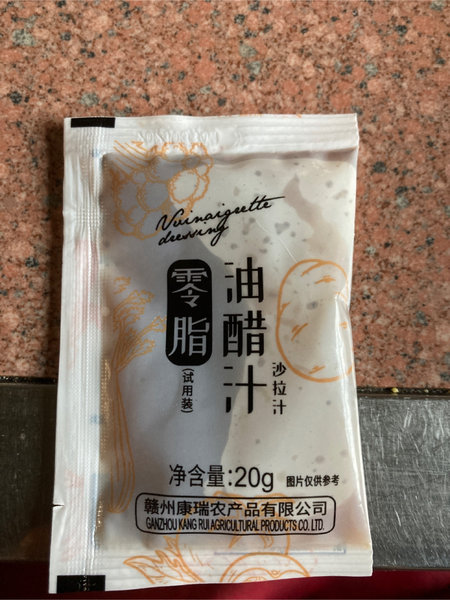 Vuinaigrette
dressing
零脂
(试用装)
油醋汁
沙拉汁
净含量:20g
图片仅供参考
赣州康瑞农产品有限公司
GANZHOU KANG RUI AGRICULTURAL PRODUCTS CO. LTD.